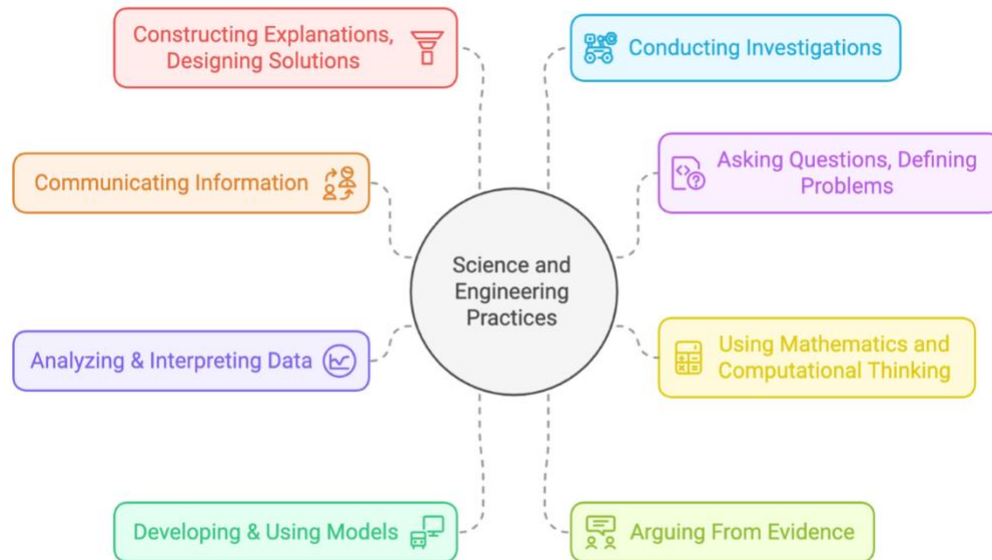 Constructing Explanations,
Designing Solutions
Conducting Investigations
Communicating Information
Asking Questions, Defining
Problems
Science and
Engineering
Practices
Analyzing & Interpreting Data
Using Mathematics and
Computational Thinking
Developing & Using Models
Arguing From Evidence